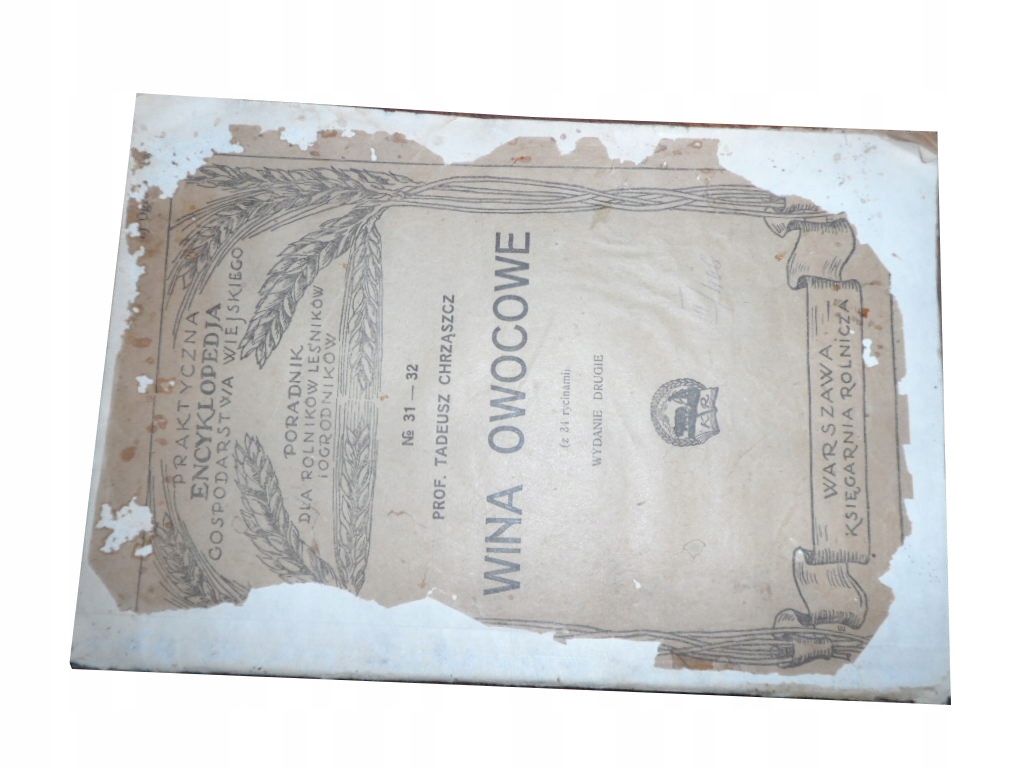 PRAKTYCZNA
ENCYKLOPEDJA
GOSPODARSTWA WIEJSKIEGO
PORADNIK
DLA ROLNIKÓW LEŚNIKÓW
i OGRODNIKÓW
№ 31 — 32
PROF. TADEUSZ CHRZĄSZCZ
WINA OWOCOWE
(z 34 rycinami)
WYDANIE DRUGIE
K R
WARSZAWA
KSIĘGARNIA ROLNICZA